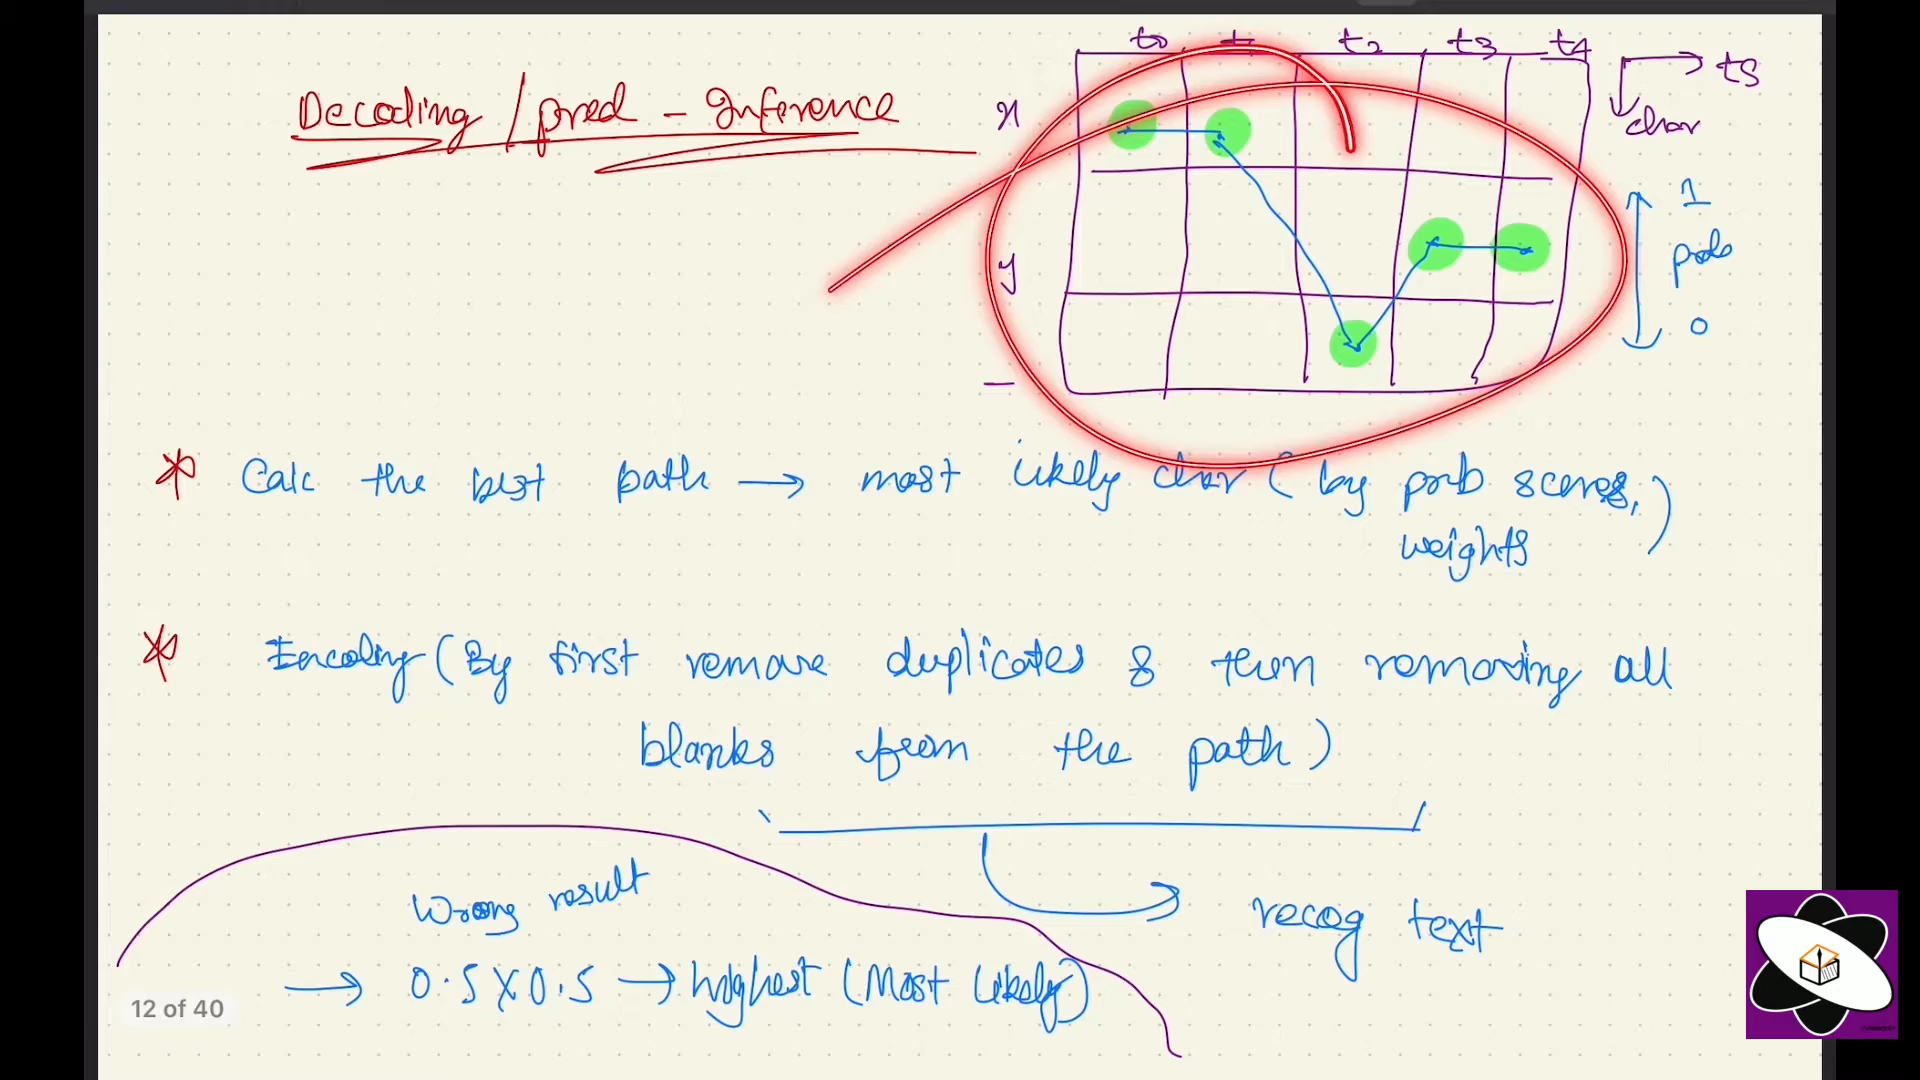 t0 t1 t2 t3 t4
ts
char
Decoding / pred - Inference
x
y
—
1
prob
0
* Calc the best path → most likely char (by prob scores,
weights)
* Encoding (By first remove duplicates & then removing all
blanks from the path)
Wrong result
recog text
→ 0.5 X 0.5 → highest (Most Likely)
12 of 40